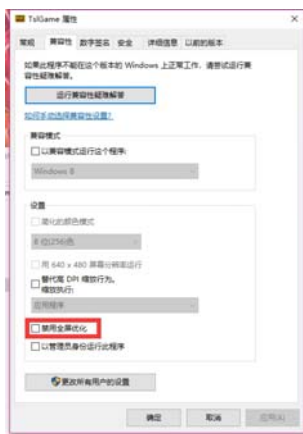 TslGame 属性
常规 兼容性 数字签名 安全 详细信息 以前的版本
如果此程序不能在这个版本的 Windows 上正常工作，请尝试运行兼
容性疑难解答。
运行兼容性疑难解答
如何手动选择兼容性设置?
兼容模式
以兼容模式运行这个程序:
Windows 8
设置
简化的颜色模式
8 位(256)色
用 640 x 480 屏幕分辨率运行
替代高 DPI 缩放行为。
缩放执行:
应用程序
禁用全屏优化
以管理员身份运行此程序
更改所有用户的设置
确定 取消 应用(A)